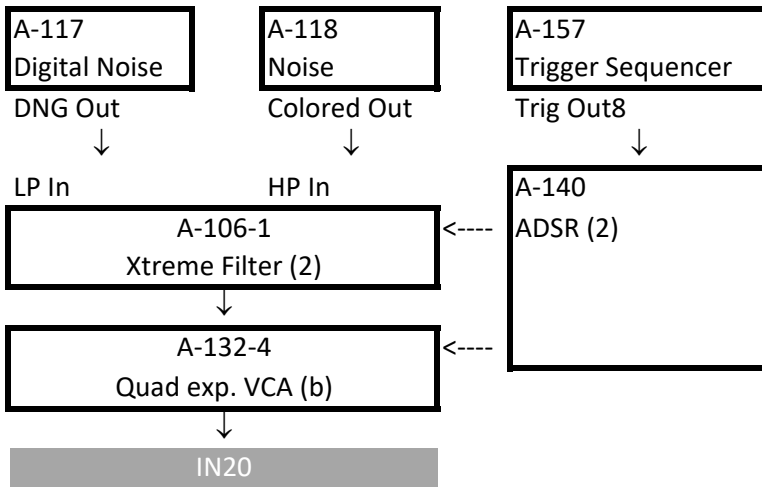 A-117
Digital Noise
A-118
Noise
A-157
Trigger Sequencer
DNG Out
Colored Out
Trig Out8
↓
↓
↓
LP In
HP In
A-140
ADSR (2)
A-106-1
Xtreme Filter (2)
<----
↓
A-132-4
Quad exp. VCA (b)
<----
↓
IN20